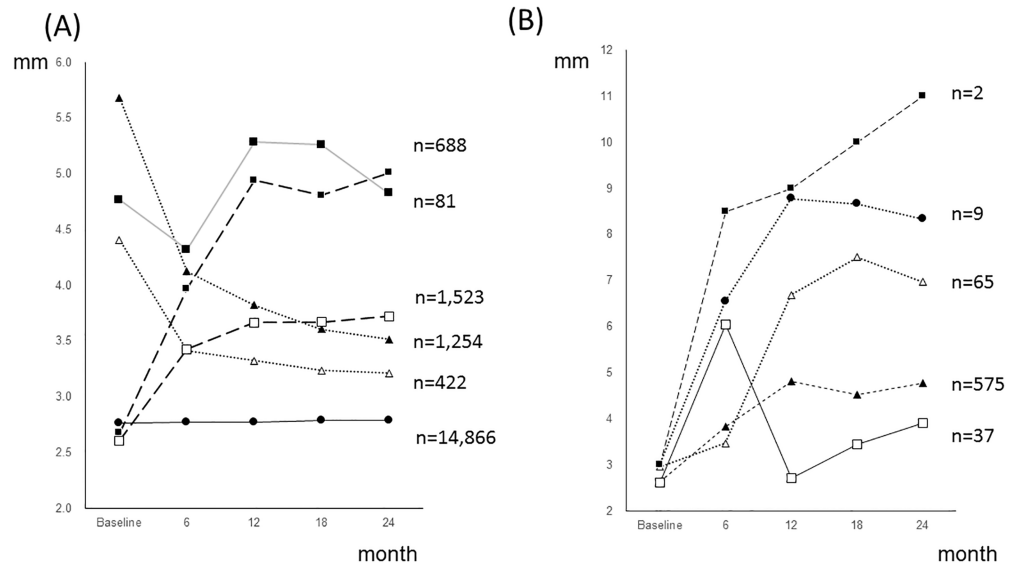 (A)
mm
6.0
5.5
5.0
4.5
4.0
3.5
3.0
2.5
2.0
n=688
n=81
n=1,523
n=1,254
n=422
n=14,866
Baseline 6 12 18 24
month
(B)
mm
12
11
10
9
8
7
6
5
4
3
2
n=2
n=9
n=65
n=575
n=37
Baseline 6 12 18 24
month